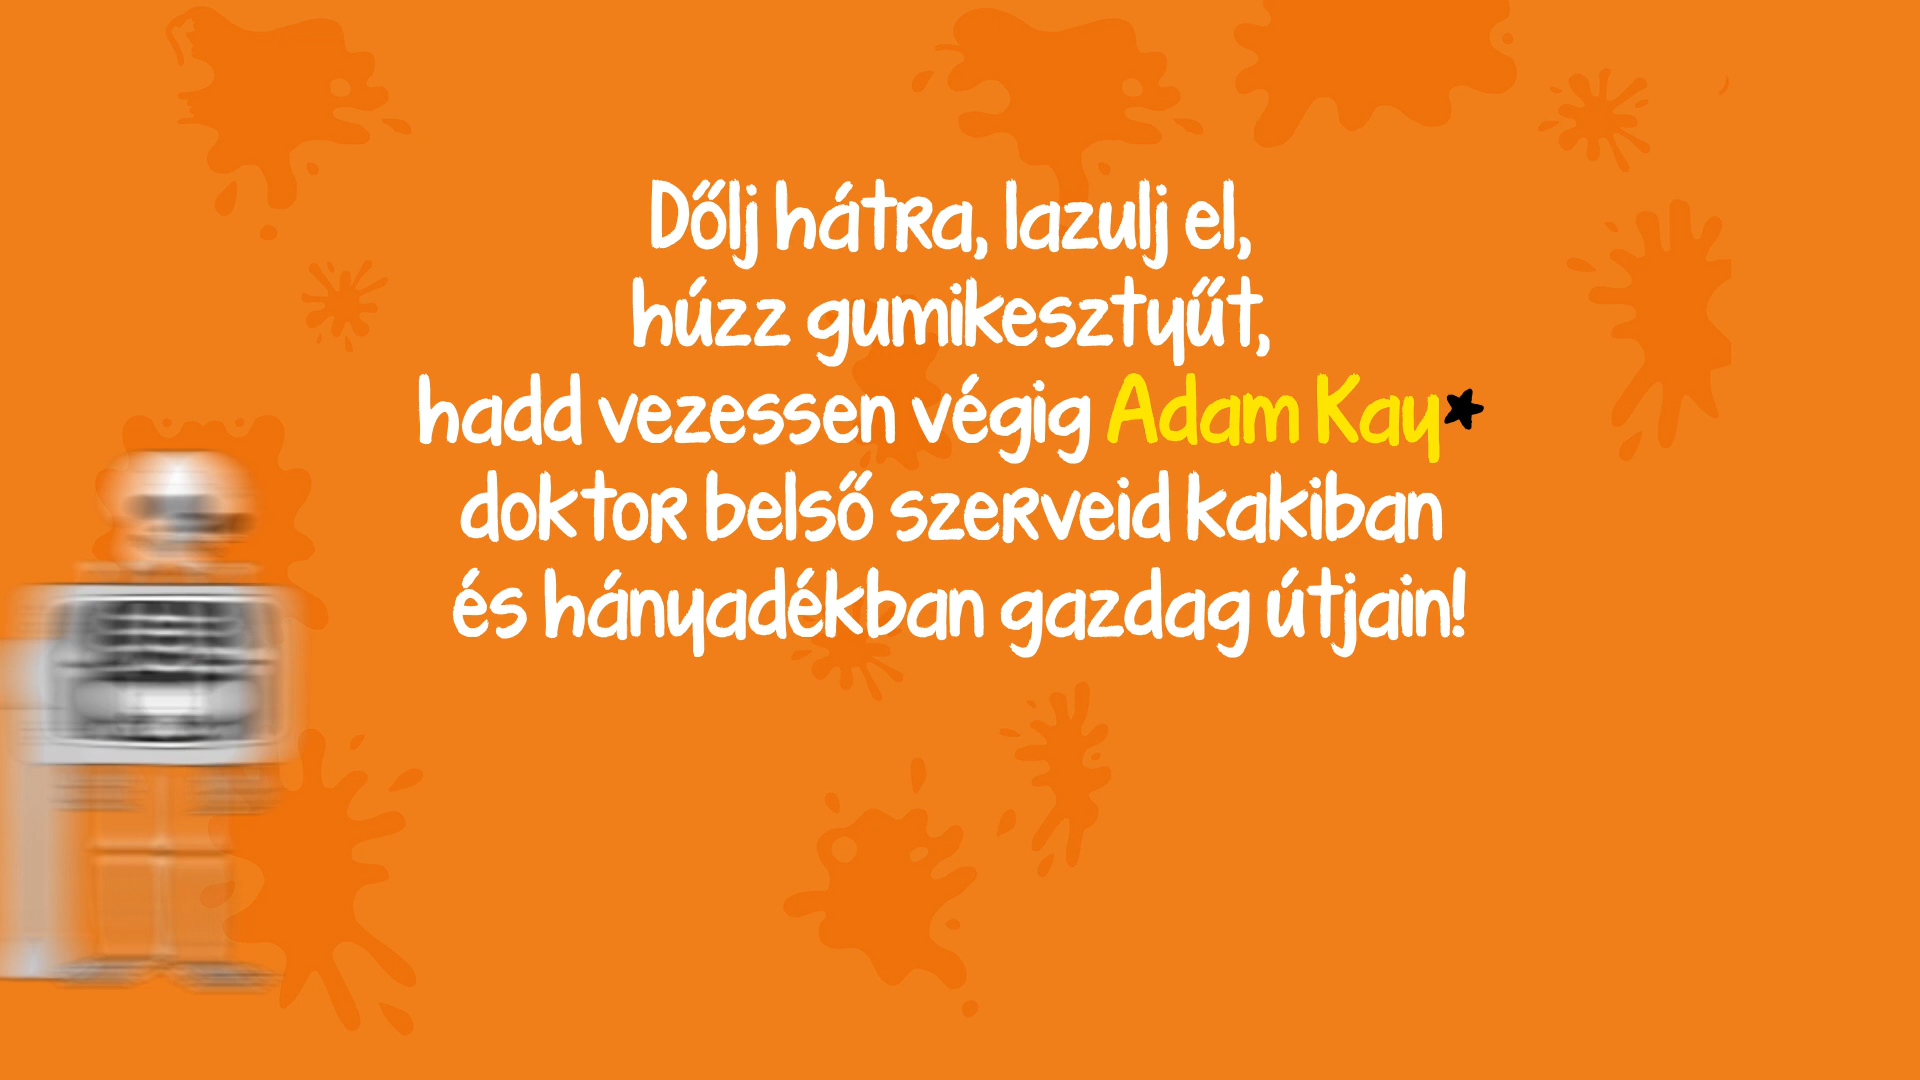 Dőlj hátra, lazulj el,
húzz gumikesztyűt,
hadd vezessen végig Adam Kay★
doktor belső szerveid kakiban
és hányadékban gazdag útjain!